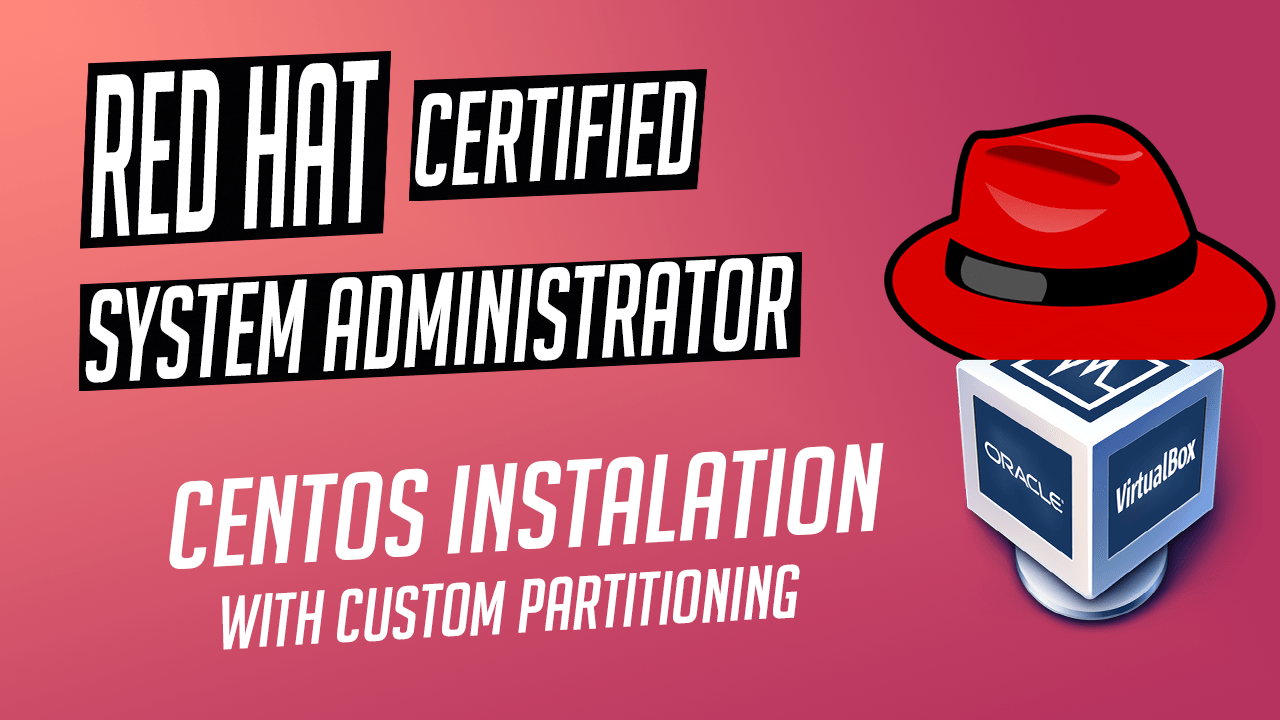 RED HAT CERTIFIED
SYSTEM ADMINISTRATOR
CENTOS INSTALATION
WITH CUSTOM PARTITIONING
ORACLE
VirtualBox